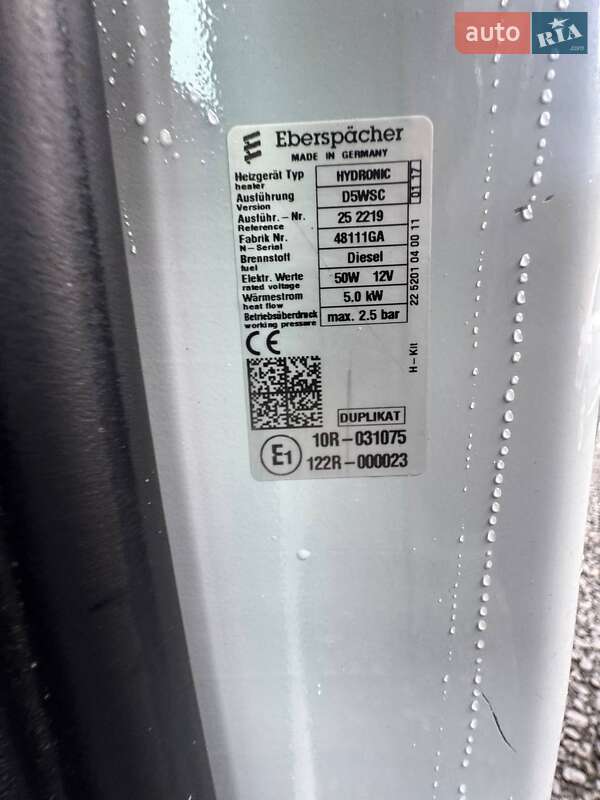 auto RIA.com
Eberspächer
MADE IN GERMANY
Heizgerät Typ HYDRONIC
heater
Ausführung D5WSC
Version
Ausführ. - Nr. 25 2219
Reference
Fabrik Nr. 48111GA
N - Serial
Brennstoff Diesel
fuel
Elektr. Werte 50W 12V
rated voltage
Wärmestrom 5.0 kW
heat flow
Betriebsüberdruck max. 2.5 bar
working pressure
01 17
22 5201 04 00 11
H - Kit
CE
DUPLIKAT
E1
10R-031075
122R-000023